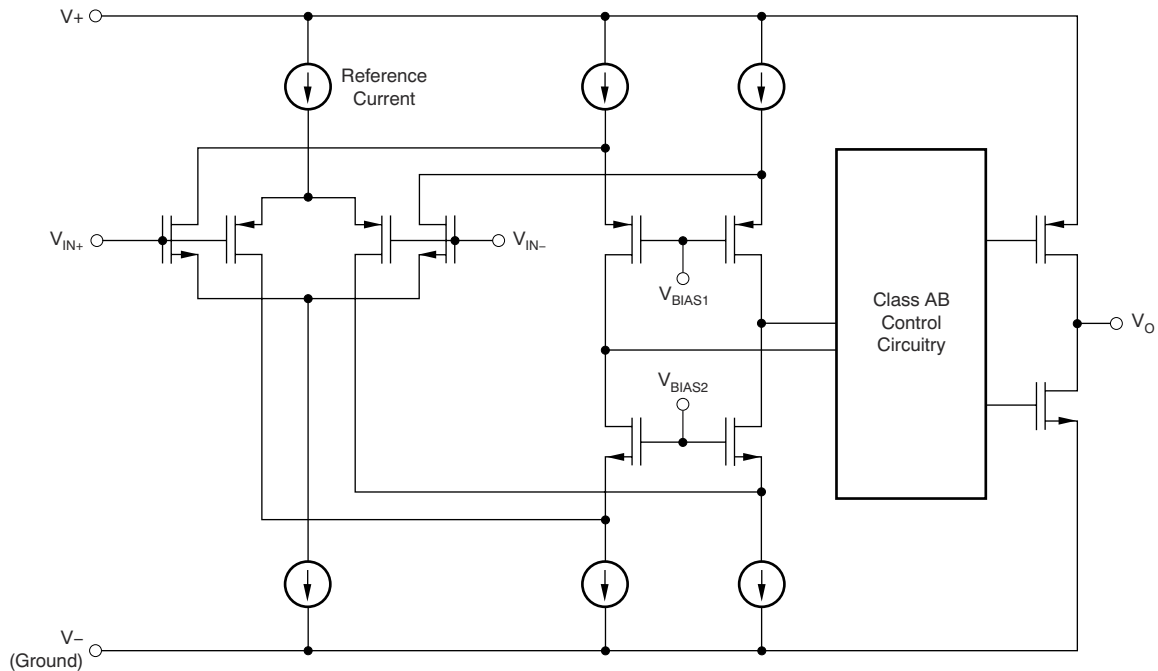 V+
Reference
Current
VIN+
VIN−
VBIAS1
VBIAS2
Class AB
Control
Circuitry
VO
V−
(Ground)